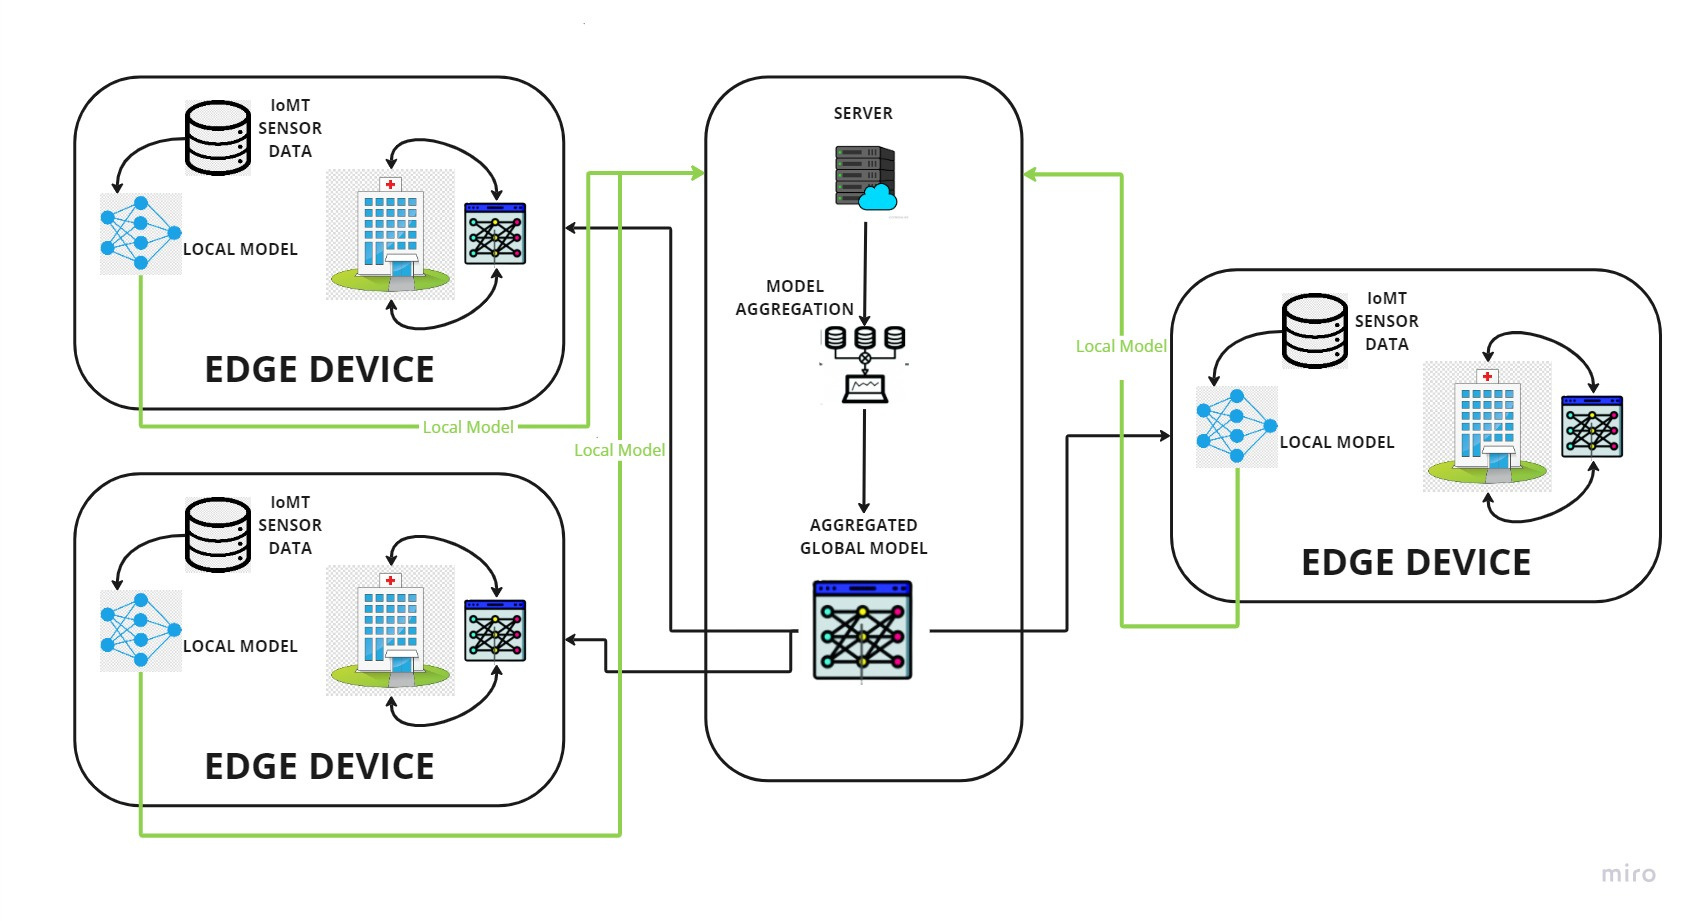 IoMT
SENSOR
DATA
LOCAL MODEL
EDGE DEVICE
Local Model
IoMT
SENSOR
DATA
LOCAL MODEL
EDGE DEVICE
Local Model
SERVER
MODEL
AGGREGATION
AGGREGATED
GLOBAL MODEL
Local Model
IoMT
SENSOR
DATA
LOCAL MODEL
EDGE DEVICE
miro